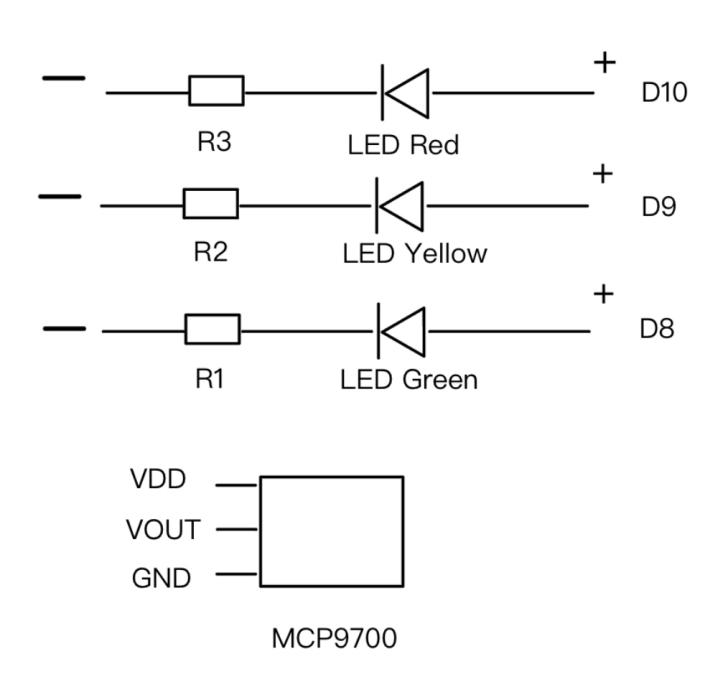 — + D10
R3 LED Red
— + D9
R2 LED Yellow
— + D8
R1 LED Green
VDD
VOUT
GND
MCP9700